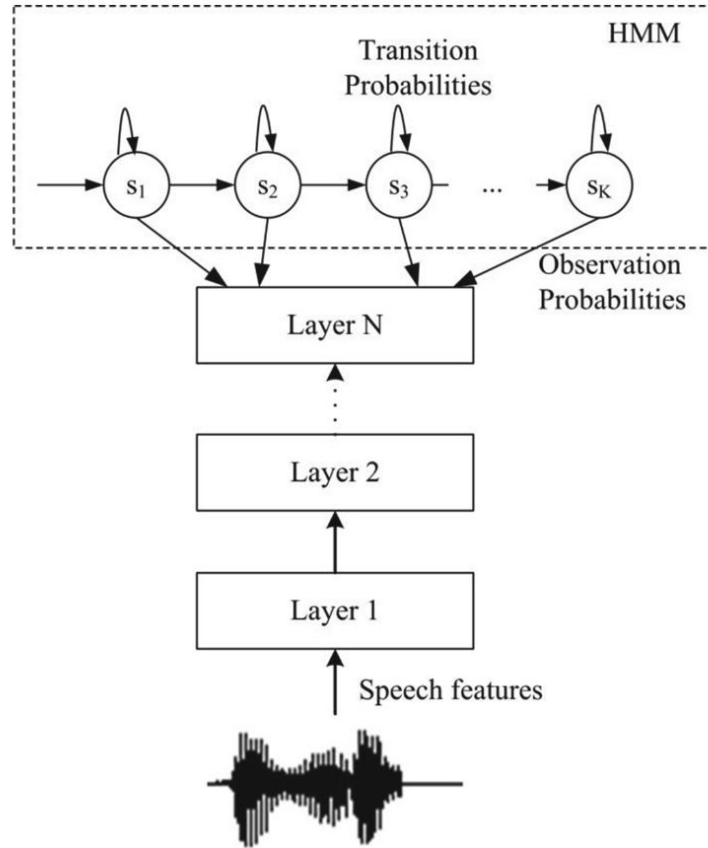 HMM
Transition
Probabilities
s1 s2 s3 ... sK
Observation
Probabilities
Layer N
Layer 2
Layer 1
Speech features